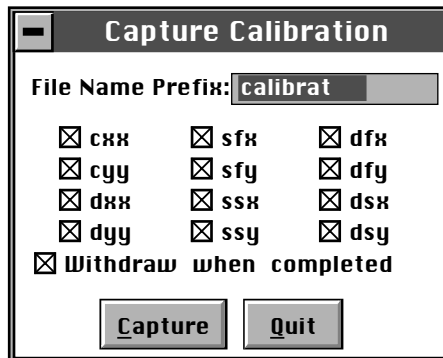 Capture Calibration
File Name Prefix: calibrat
cxx sfx dfx
cyy sfy dfy
dxx ssx dsx
dyy ssy dsy
Withdraw when completed
Capture Quit